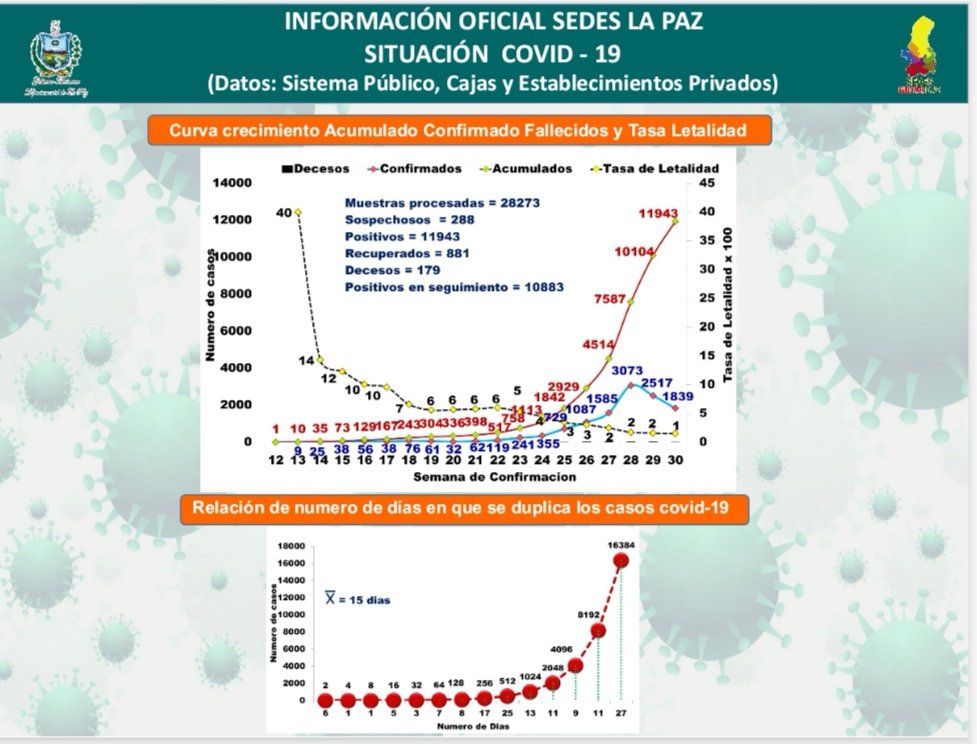 INFORMACIÓN OFICIAL SEDES LA PAZ
SITUACIÓN COVID - 19
(Datos: Sistema Público, Cajas y Establecimientos Privados)
Curva crecimiento Acumulado Confirmado Fallecidos y Tasa Letalidad
Decesos Confirmados Acumulados Tasa de Letalidad
Muestras procesadas = 28273
Sospechosos = 288
Positivos = 11943
Recuperados = 881
Decesos = 179
Positivos en seguimiento = 10883
Numero de casos
14000
12000
10000
8000
6000
4000
2000
0
45
40
35
30
25
20
15
10
5
0
Tasa de Letalidad x 100
40 14 12 10 10 7 6 6 6 6 5 4 3 3 2 2 2 1
1 10 35 73 129 167 243 304 336 398 517 758 1113 1842 2929 4514 7587 10104 11943
9 25 38 56 38 76 61 32 62 119 241 355 729 1087 1585 3073 2517 1839
12 13 14 15 16 17 18 19 20 21 22 23 24 25 26 27 28 29 30
Semana de Confirmacion
Relación de numero de días en que se duplica los casos covid-19
Numero de casos
18000
16000
14000
12000
10000
8000
6000
4000
2000
0
X = 15 dias
2 4 8 16 32 64 128 256 512 1024 2048 4096 8192 16384
6 1 1 5 3 7 8 17 25 13 11 9 11 27
Numero de Dias